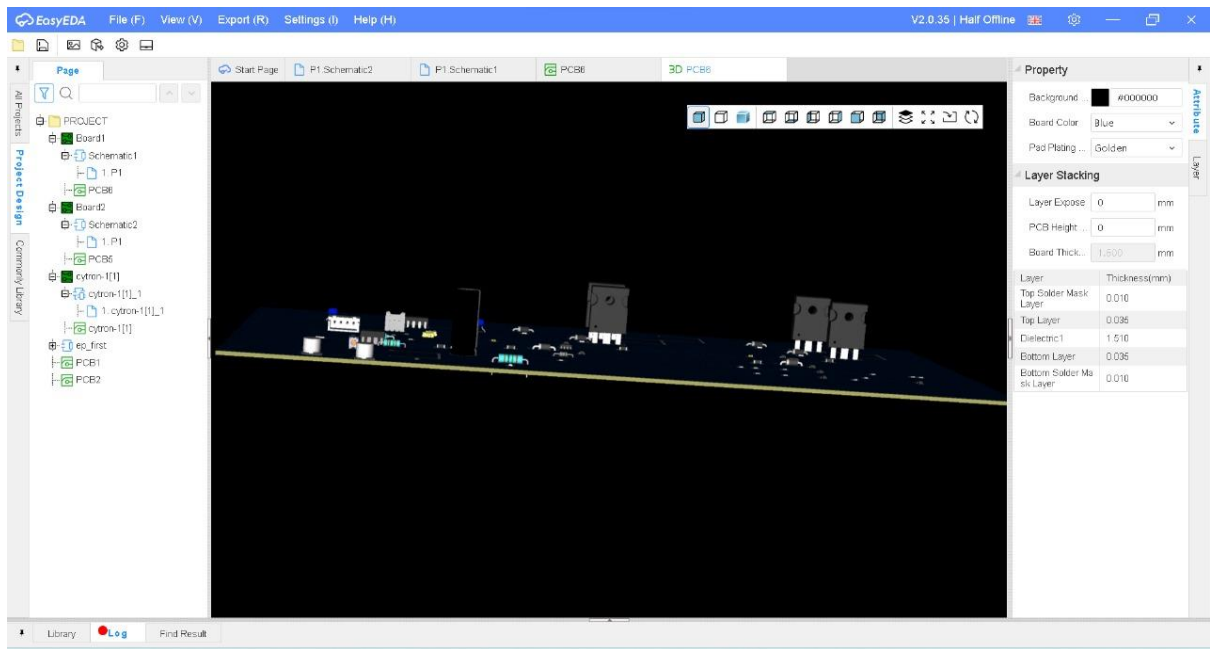 EasyEDA File (F) View (V) Export (R) Settings (I) Help (H) V2.0.35 | Half Offline
Page
Start Page P1.Schematic2 P1.Schematic1 PCB6 3D PCB6
All Projects
Project Design
Commonly Library
PROJECT
Board1
Schematic1
1. P1
PCB6
Board2
Schematic2
1. P1
PCB5
cytron-1[1]
cytron-1[1]_1
1. cytron-1[1]_1
cytron-1[1]
ep_first
PCB1
PCB2
Property
Background ... #000000
Board Color Blue
Pad Plating ... Golden
Layer Stacking
Layer Expose 0 mm
PCB Height ... 0 mm
Board Thick... 1.600 mm
Layer Thickness(mm)
Top Solder Mask
Layer 0.010
Top Layer 0.035
Dielectric1 1.510
Bottom Layer 0.035
Bottom Solder Ma
sk Layer 0.010
Attribute
Layer
Library Log Find Result